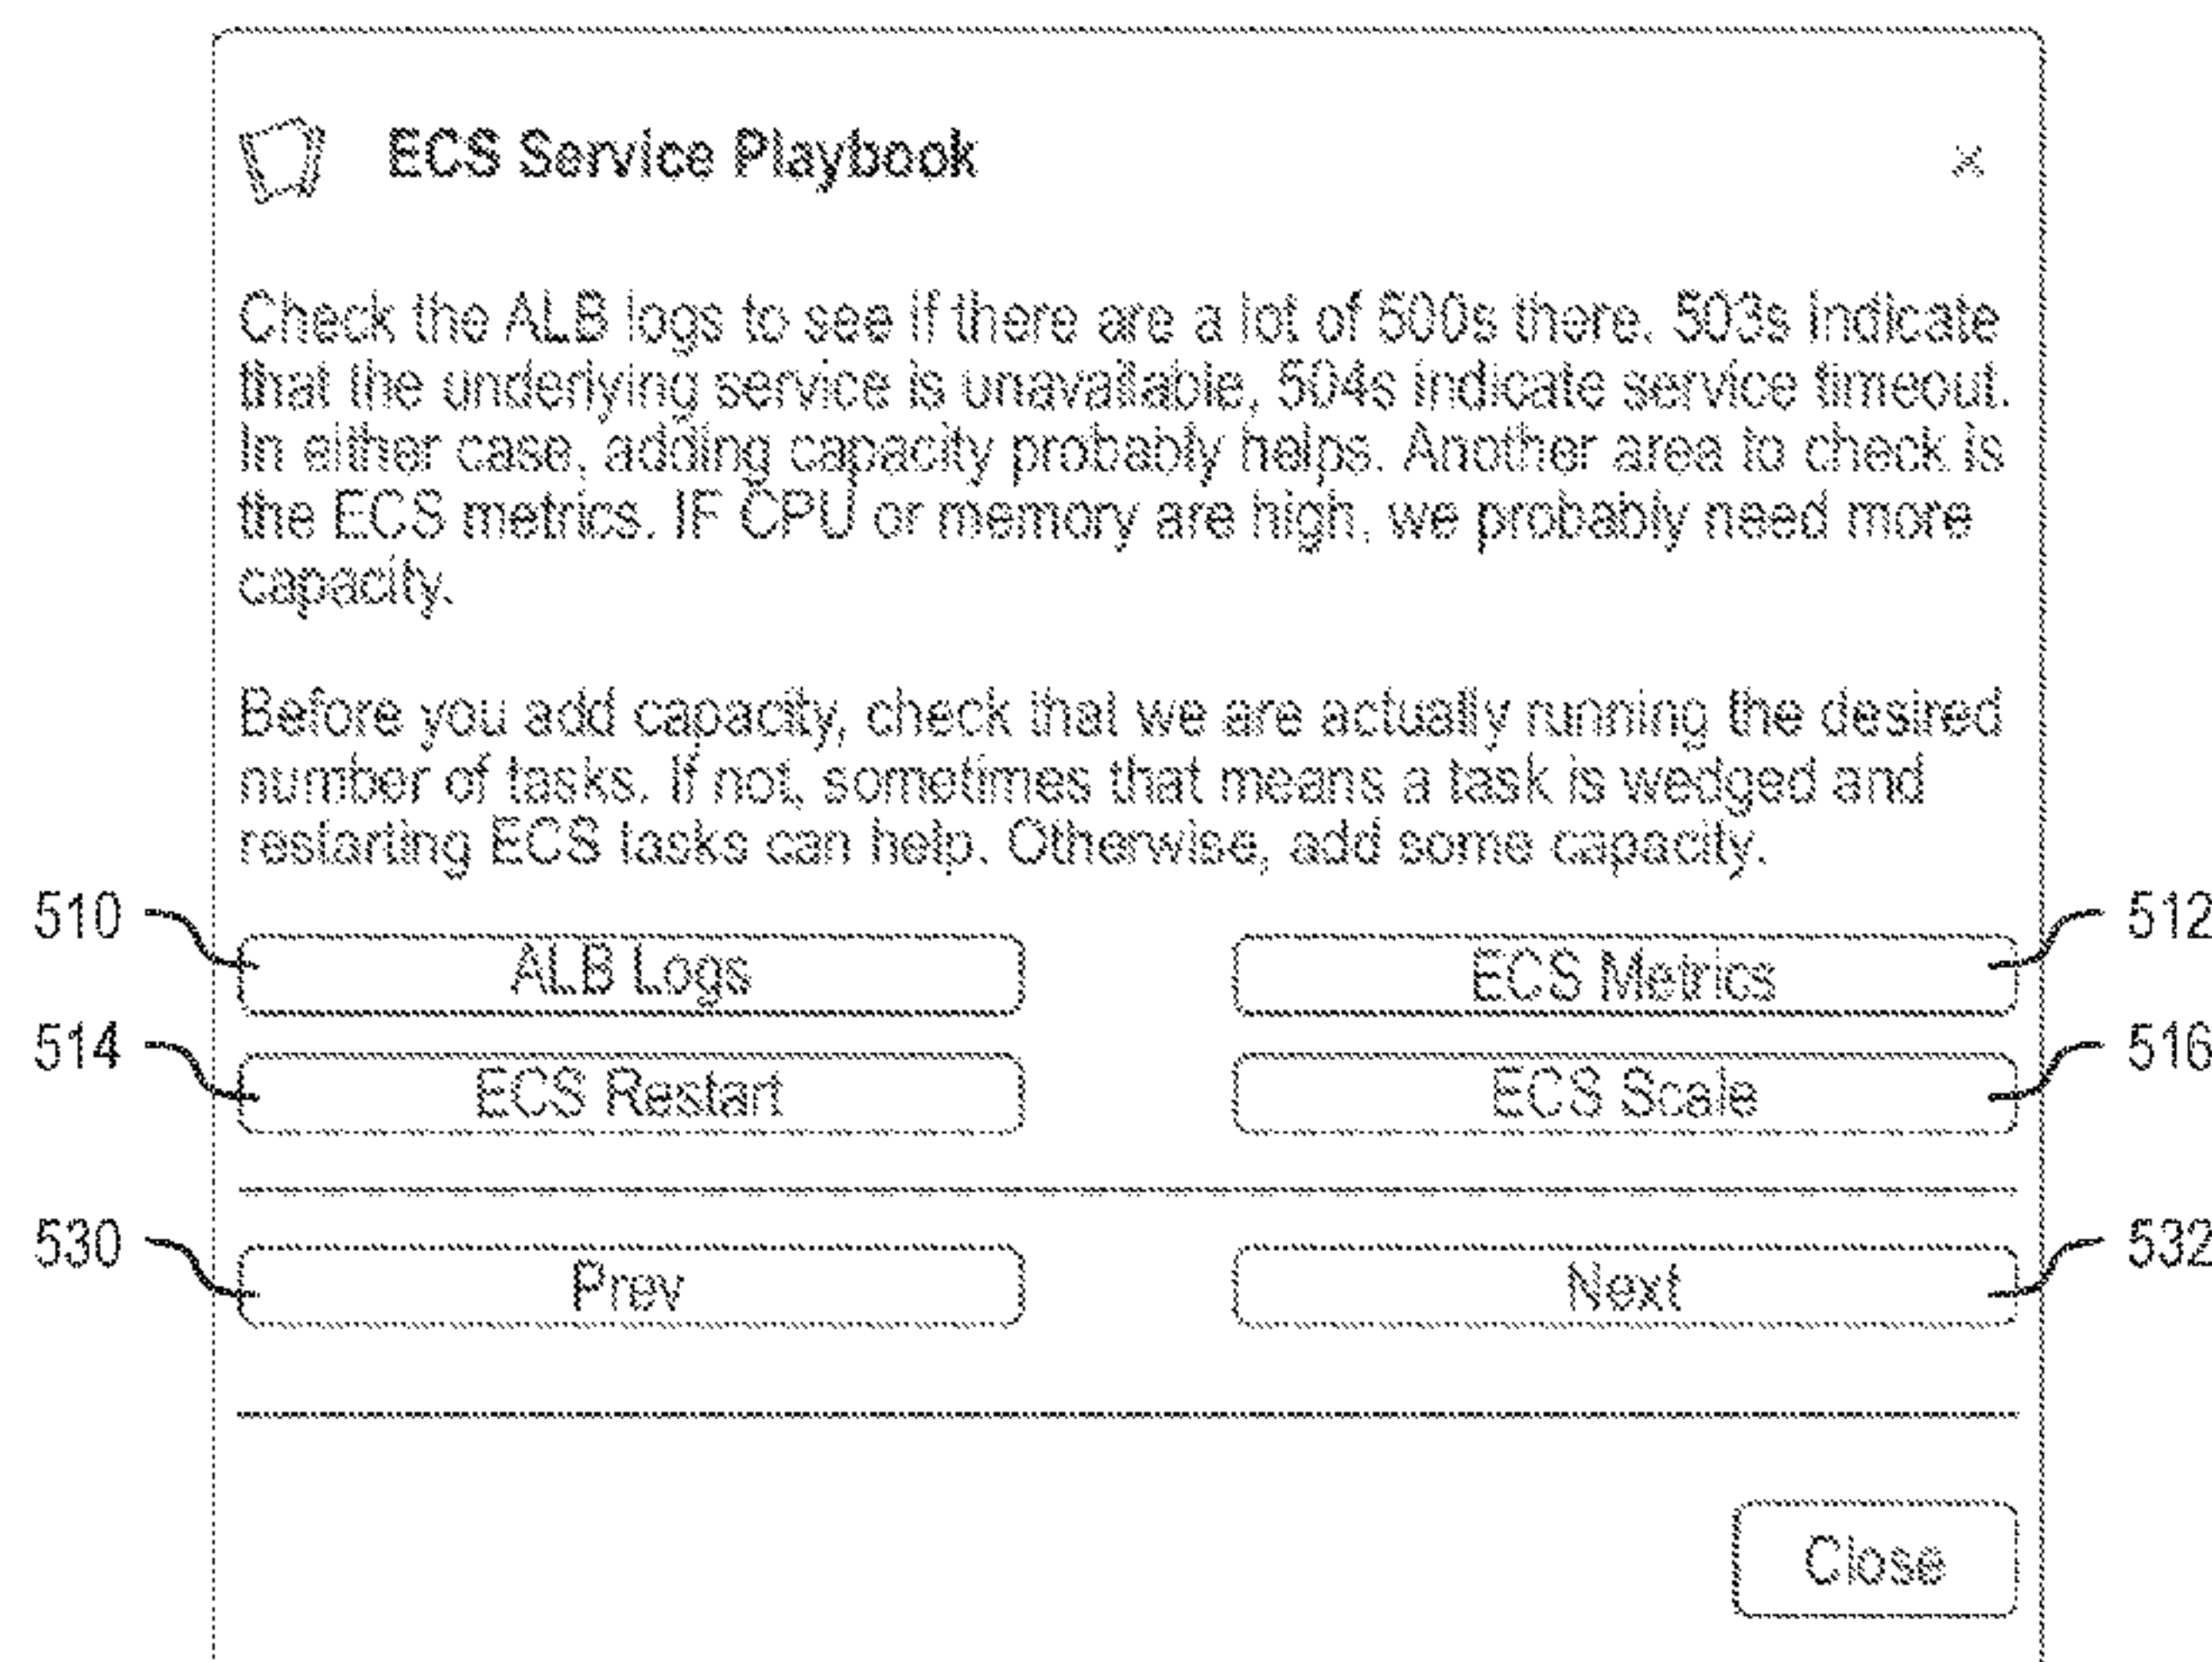 ECS Service Playbook ×
Check the ALB logs to see if there are a lot of 500s there. 503s indicate
that the underlying service is unavailable, 504s indicate service timeout.
In either case, adding capacity probably helps. Another area to check is
the ECS metrics. IF CPU or memory are high, we probably need more
capacity.
Before you add capacity, check that we are actually running the desired
number of tasks. If not, sometimes that means a task is wedged and
restarting ECS tasks can help. Otherwise, add some capacity.
510 ALB Logs ECS Metrics 512
514 ECS Restart ECS Scale 516
530 Prev Next 532
Close